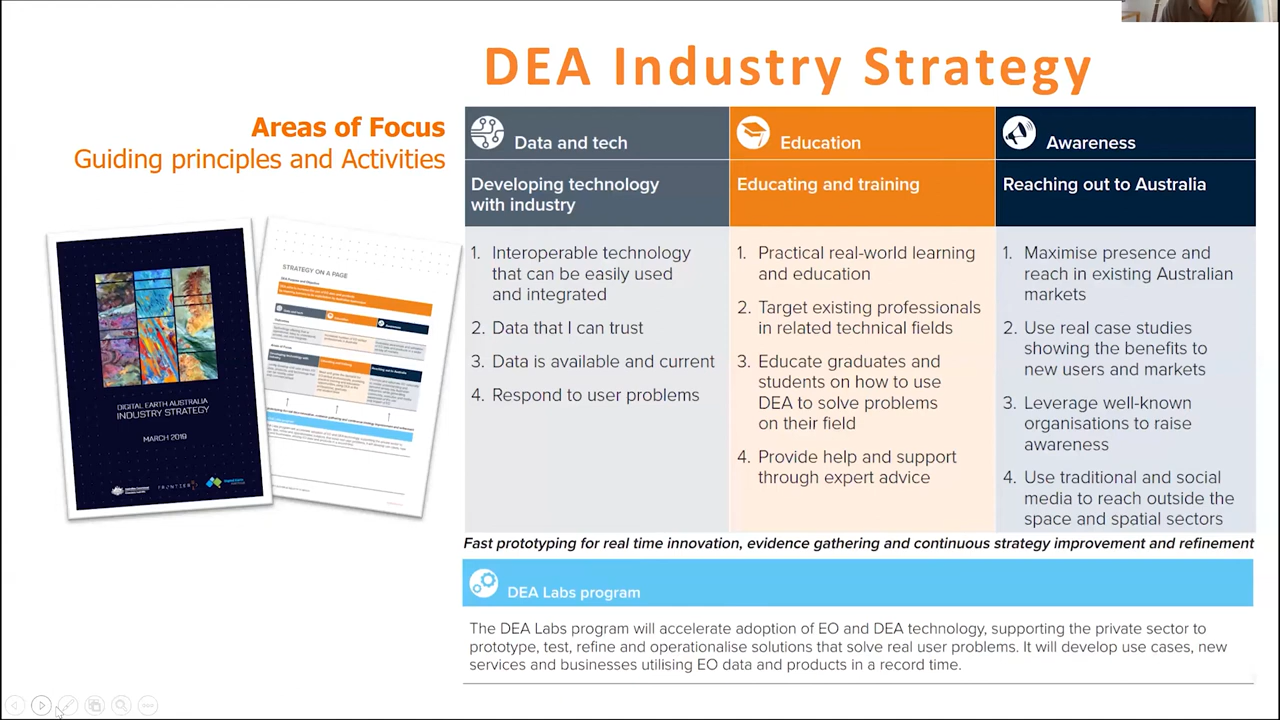 DEA Industry Strategy
Areas of Focus
Guiding principles and Activities
DIGITAL EARTH AUSTRALIA
INDUSTRY STRATEGY
MARCH 2019
FRONTIER
STRATEGY ON A PAGE
Data and tech
Developing technology
with industry
1. Interoperable technology
that can be easily used
and integrated
2. Data that I can trust
3. Data is available and current
4. Respond to user problems
Education
Educating and training
1. Practical real-world learning
and education
2. Target existing professionals
in related technical fields
3. Educate graduates and
students on how to use
DEA to solve problems
on their field
4. Provide help and support
through expert advice
Awareness
Reaching out to Australia
1. Maximise presence and
reach in existing Australian
markets
2. Use real case studies
showing the benefits to
new users and markets
3. Leverage well-known
organisations to raise
awareness
4. Use traditional and social
media to reach outside the
space and spatial sectors
Fast prototyping for real time innovation, evidence gathering and continuous strategy improvement and refinement
DEA Labs program
The DEA Labs program will accelerate adoption of EO and DEA technology, supporting the private sector to
prototype, test, refine and operationalise solutions that solve real user problems. It will develop use cases, new
services and businesses utilising EO data and products in a record time.